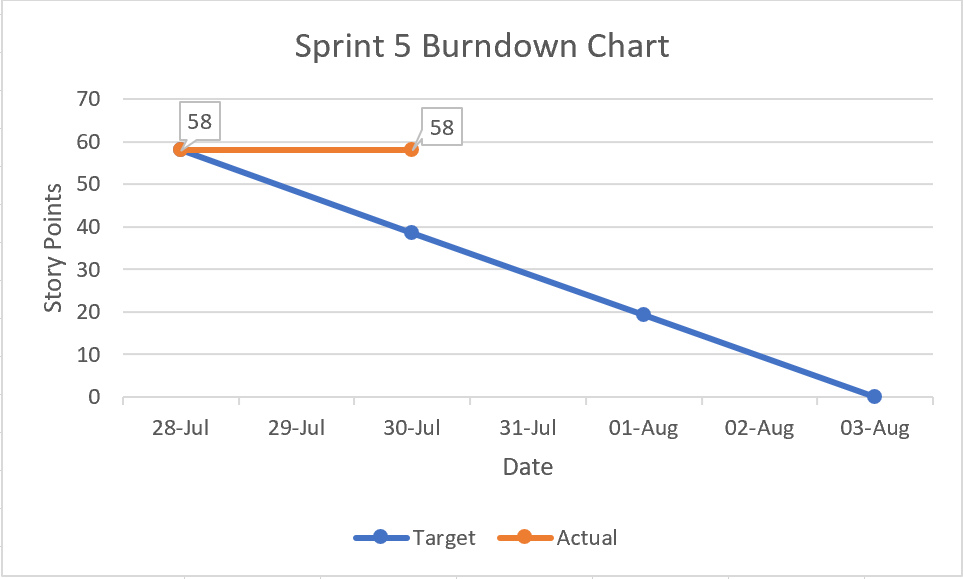 Sprint 5 Burndown Chart
70
60
50
40
30
20
10
0
Story Points
58
58
28-Jul 29-Jul 30-Jul 31-Jul 01-Aug 02-Aug 03-Aug
Date
Target Actual